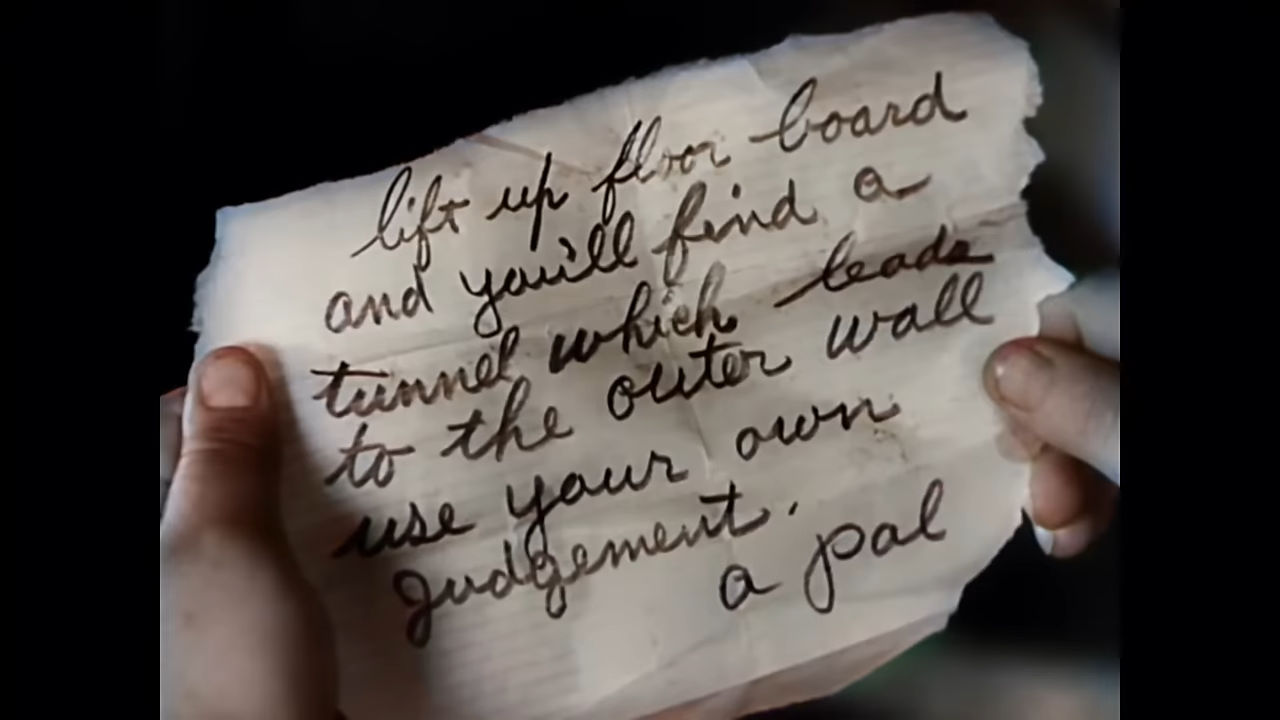 lift up floor board
and you'll find a
tunnel which leads
to the outer wall
use your own
judgement.
a pal